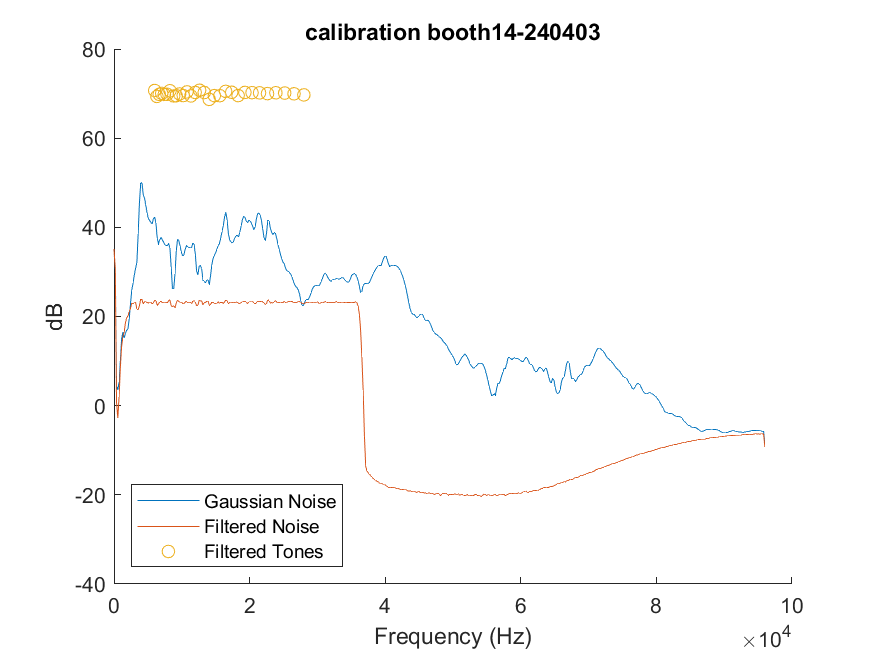 calibration booth14-240403
80
60
40
20
0
-20
-40
dB
Gaussian Noise
Filtered Noise
Filtered Tones
0 2 4 6 8 10
Frequency (Hz)
×10^4